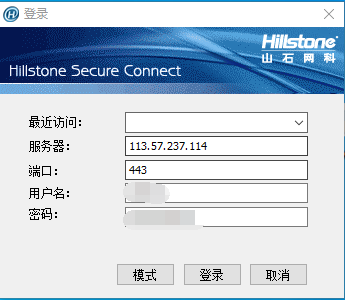 登录
Hillstone
山石网科
Hillstone Secure Connect
最近访问:
服务器: 113.57.237.114
端口: 443
用户名:
密码:
模式 登录 取消